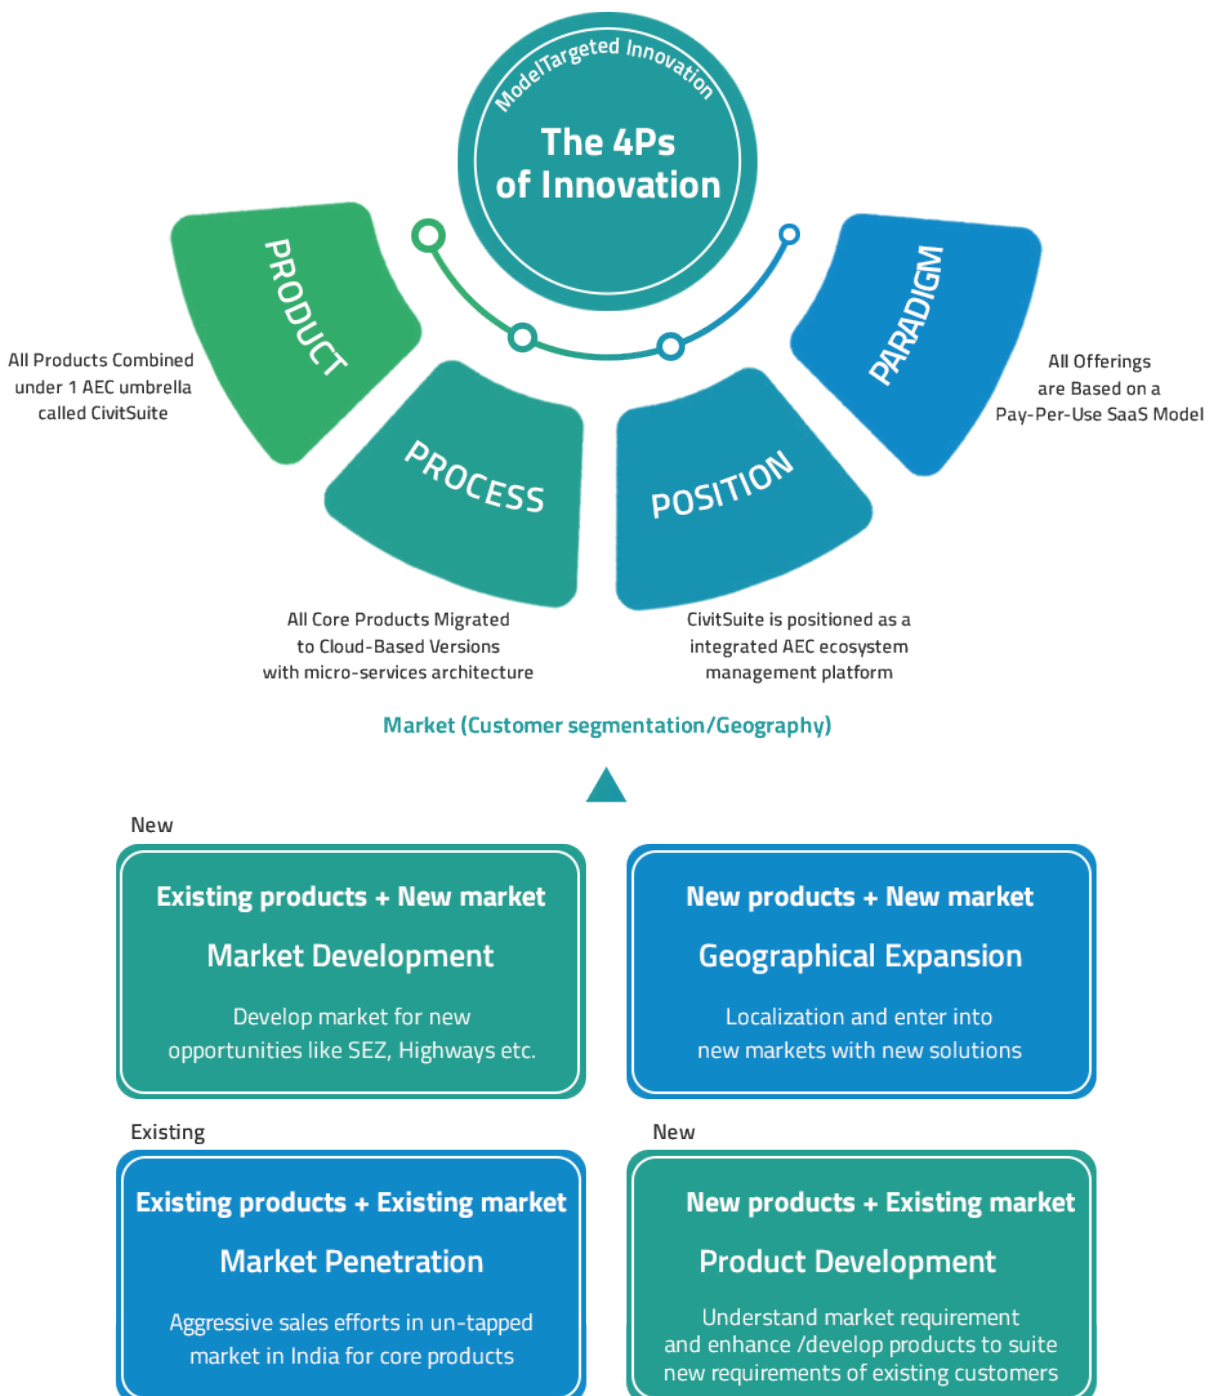 ModelTargeted Innovation
The 4Ps
of Innovation
PRODUCT
All Products Combined
under 1 AEC umbrella
called CivitSuite
PROCESS
All Core Products Migrated
to Cloud-Based Versions
with micro-services architecture
POSITION
CivitSuite is positioned as a
integrated AEC ecosystem
management platform
PARADIGM
All Offerings
are Based on a
Pay-Per-Use SaaS Model
Market (Customer segmentation/Geography)
New
Existing products + New market
Market Development
Develop market for new
opportunities like SEZ, Highways etc.
New products + New market
Geographical Expansion
Localization and enter into
new markets with new solutions
Existing
Existing products + Existing market
Market Penetration
Aggressive sales efforts in un-tapped
market in India for core products
New
New products + Existing market
Product Development
Understand market requirement
and enhance /develop products to suite
new requirements of existing customers